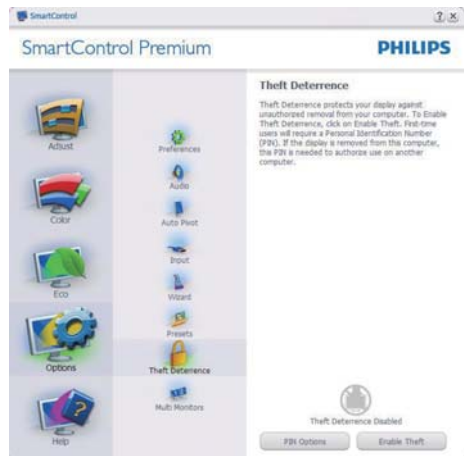 SmartControl
SmartControl Premium
PHILIPS
Adjust
Color
Eco
Options
Help
Preferences
Audio
Auto Pivot
Input
Wizard
Presets
Theft Deterrence
Multi Monitors
Theft Deterrence
Theft Deterrence protects your display against
unauthorized removal from your computer. To Enable
Theft Deterrence, click on Enable Theft. First-time
users will require a Personal Identification Number
(PIN). If the display is removed from this computer,
this PIN is needed to authorize use on another
computer.
Theft Deterrence Disabled
PIN Options
Enable Theft